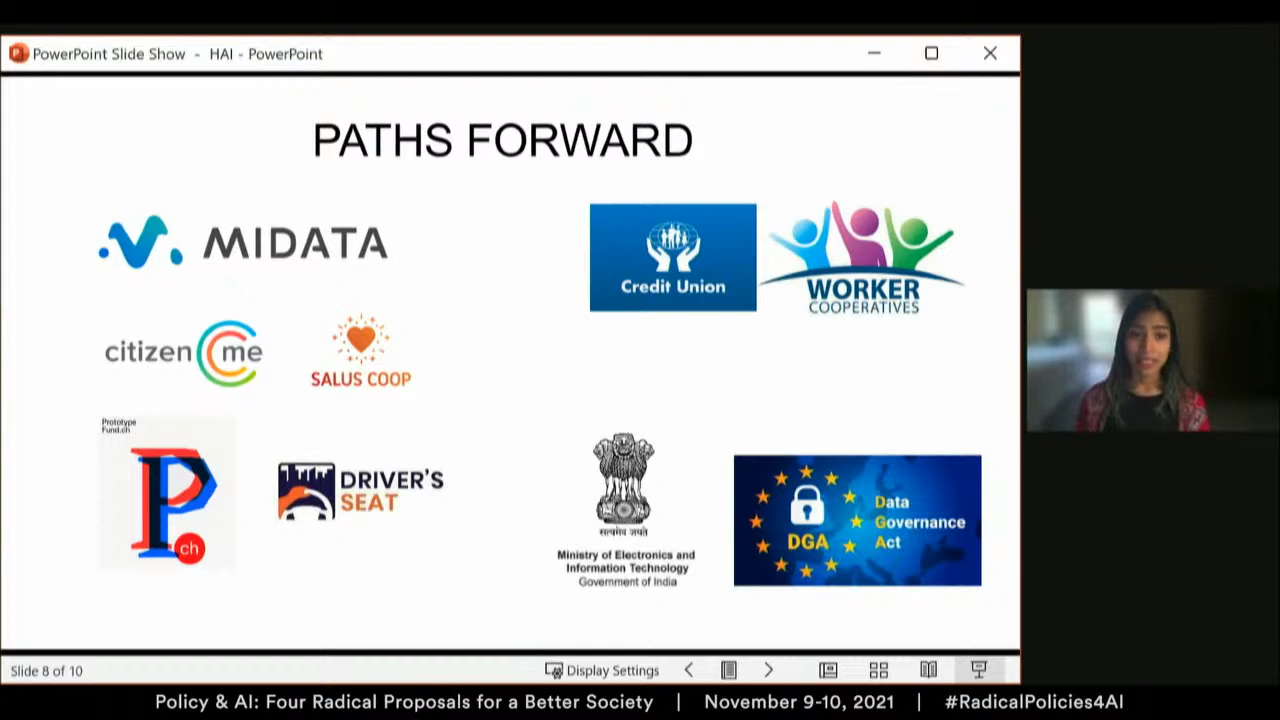 PowerPoint Slide Show - HAI - PowerPoint
PATHS FORWARD
MIDATA
Credit Union
WORKER
COOPERATIVES
citizen me
SALUS COOP
Prototype
Fund.ch
P
ch
DRIVER'S
SEAT
सत्यमेव जयते
Ministry of Electronics and
Information Technology
Government of India
DGA
Data
Governance
Act
Slide 8 of 10
Display Settings
Policy & AI: Four Radical Proposals for a Better Society | November 9-10, 2021 | #RadicalPolicies4AI